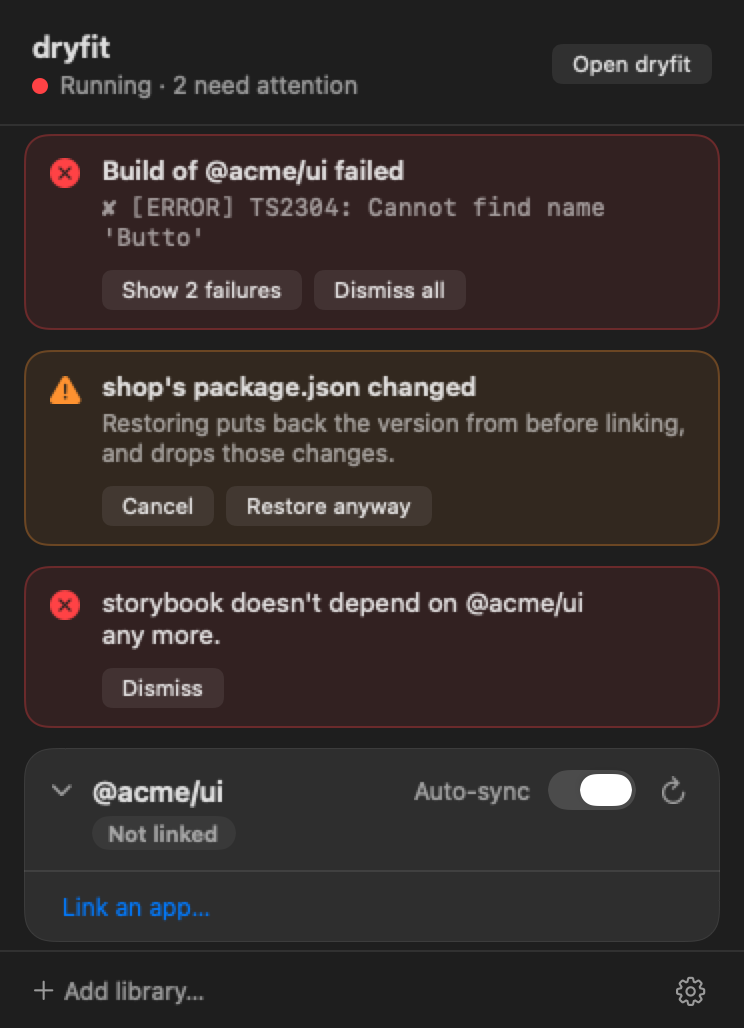 dryfit
Running · 2 need attention
Open dryfit
Build of @acme/ui failed
✘ [ERROR] TS2304: Cannot find name
'Butto'
Show 2 failures
Dismiss all
shop's package.json changed
Restoring puts back the version from before linking,
and drops those changes.
Cancel
Restore anyway
storybook doesn't depend on @acme/ui
any more.
Dismiss
@acme/ui
Auto-sync
Not linked
Link an app...
+ Add library...